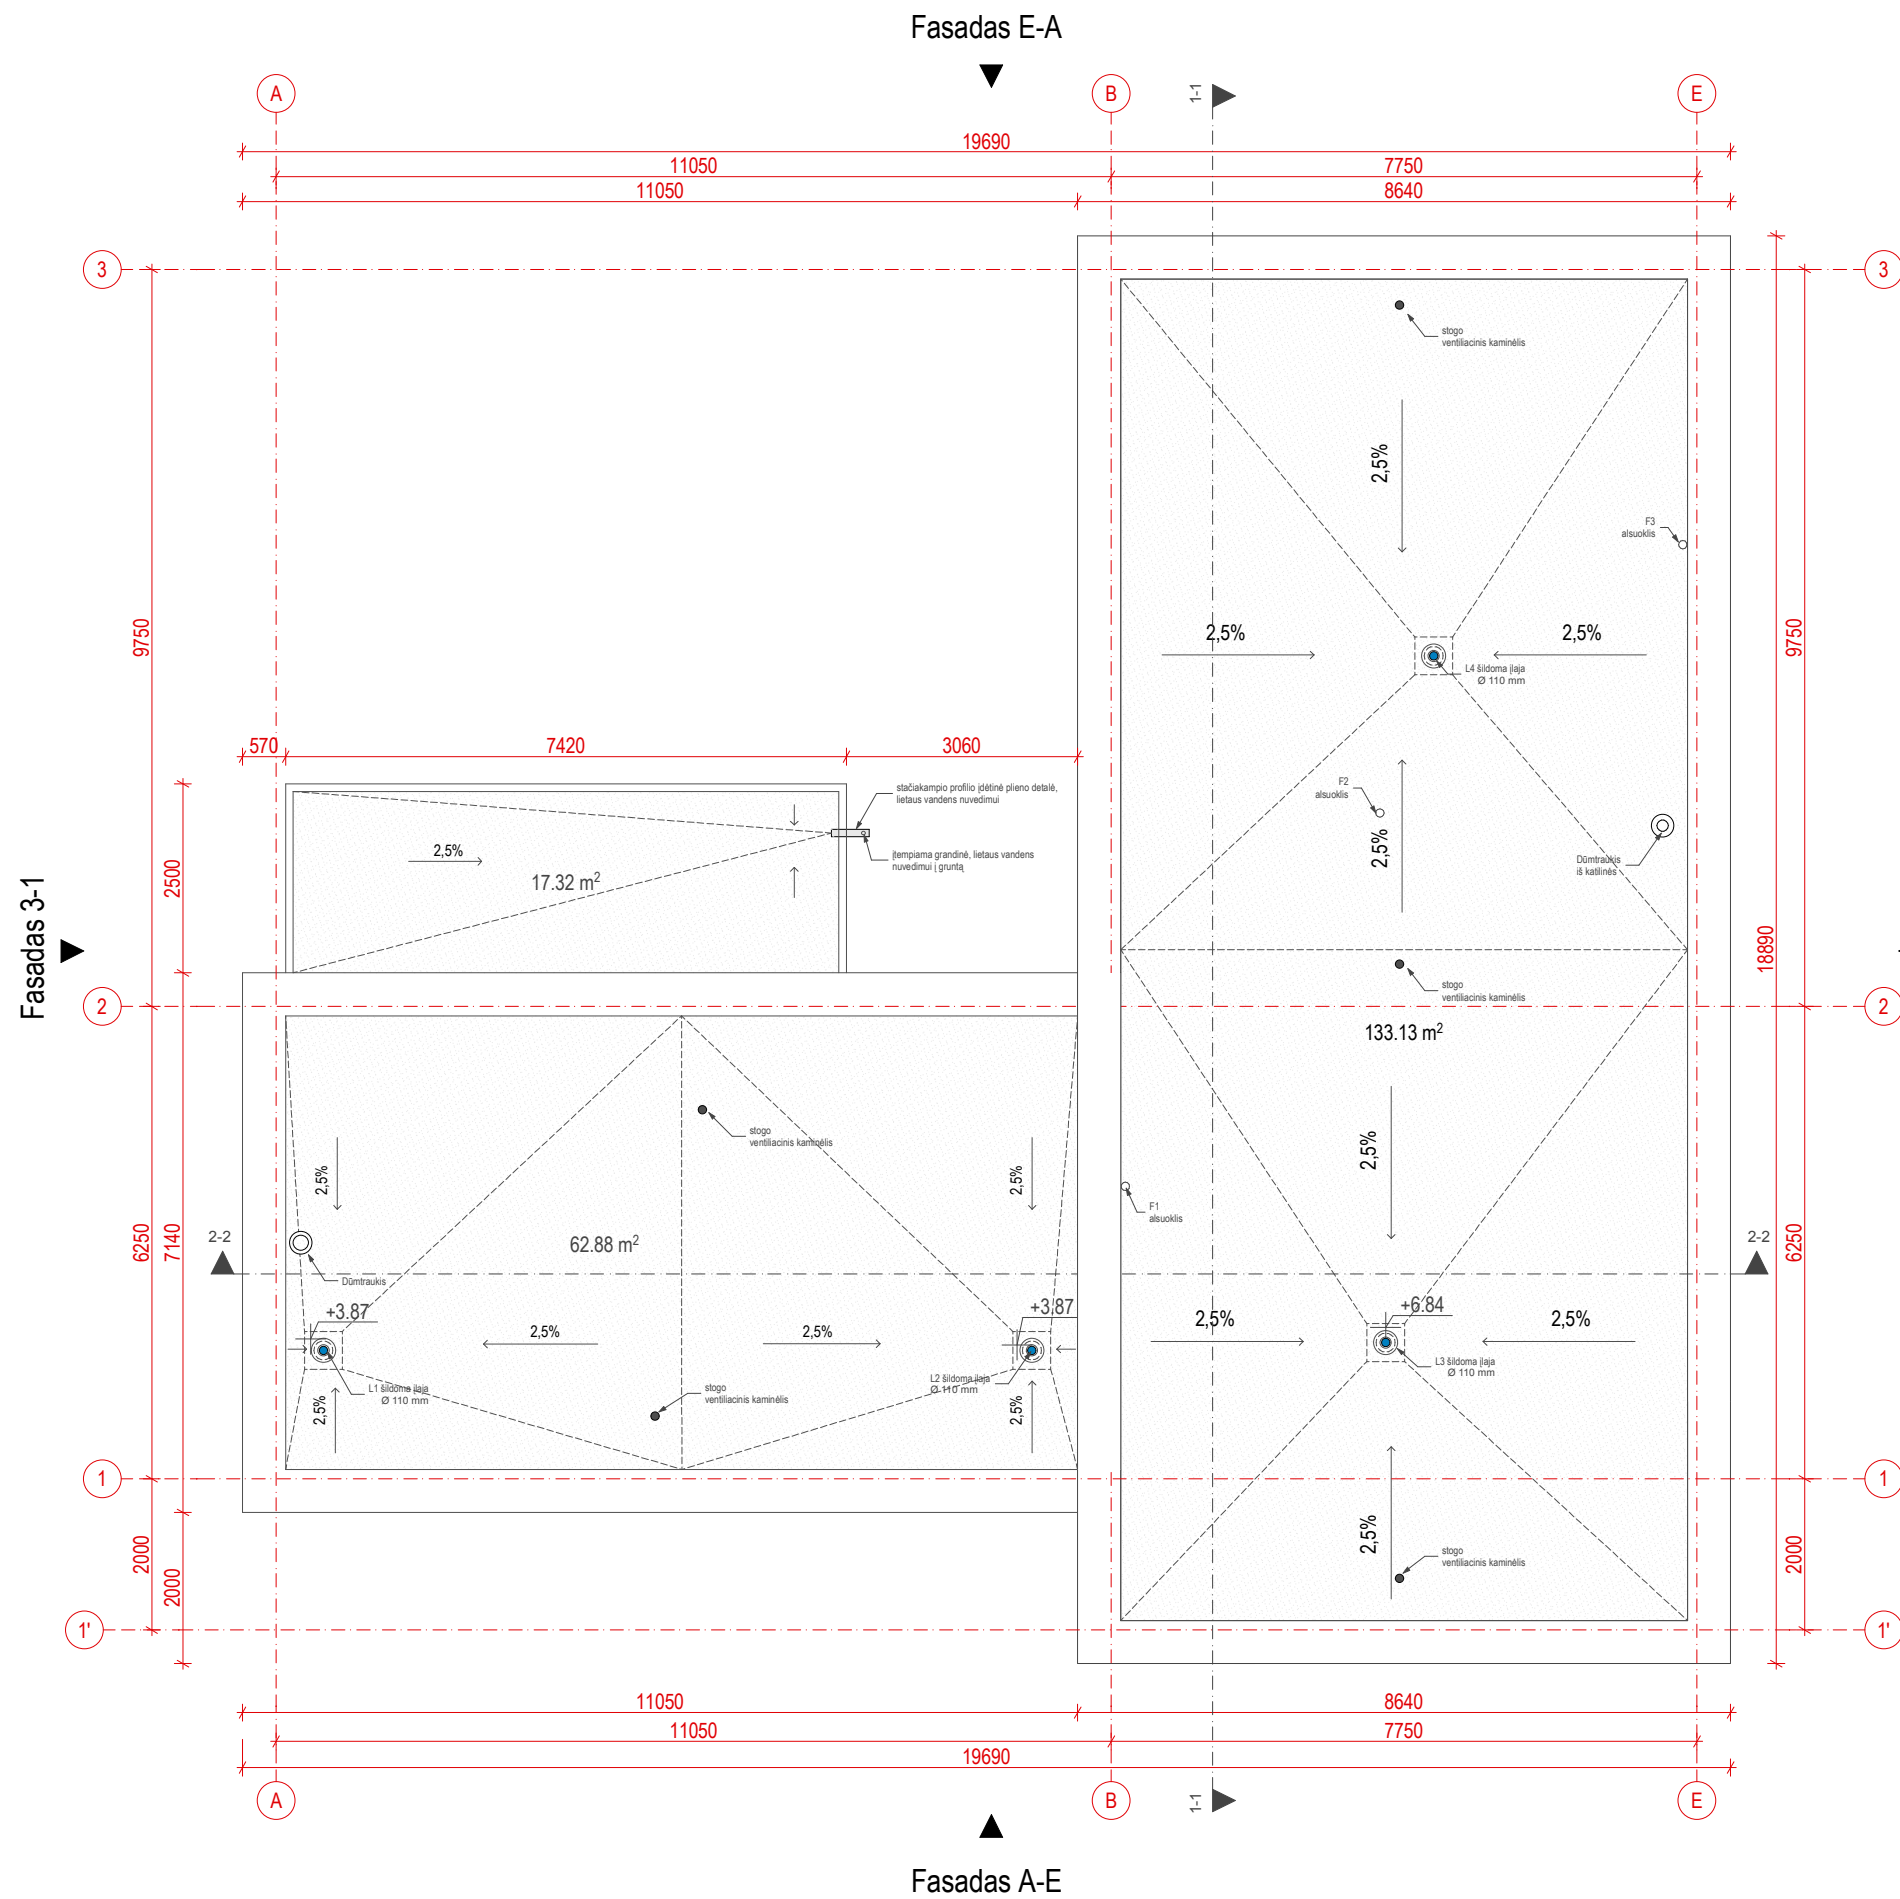 Fasadas E-A
A
B
1-1
E
19690
11050
7750
11050
8640
3
3
stogo
ventiliacinis kaminėlis
2,5%
F3
alsuoklis
9750
9750
2,5%
2,5%
L4 šildoma įlaja
Ø 110 mm
570
7420
3060
stačiakampio profilio įdėtinė plieno detalė,
lietaus vandens nuvedimui
F2
alsuoklis
2,5%
2,5%
įtempiama grandinė, lietaus vandens
nuvedimui į gruntą
Dūmtraukis
iš katilinės
17.32 m²
2500
Fasadas 3-1
18890
stogo
ventiliacinis kaminėlis
2
2
133.13 m²
stogo
ventiliacinis kaminėlis
2,5%
2,5%
2,5%
F1
alsuoklis
6250
7140
6250
2-2
62.88 m²
2-2
Dūmtraukis
+3.87
+3.87
+6.84
2,5%
2,5%
2,5%
2,5%
L1 šildoma įlaja
Ø 110 mm
L2 šildoma įlaja
Ø 110 mm
L3 šildoma įlaja
Ø 110 mm
stogo
ventiliacinis kaminėlis
2,5%
2,5%
1
1
2,5%
stogo
ventiliacinis kaminėlis
2000
2000
2000
1'
1'
11050
8640
11050
7750
19690
A
B
1-1
E
Fasadas A-E